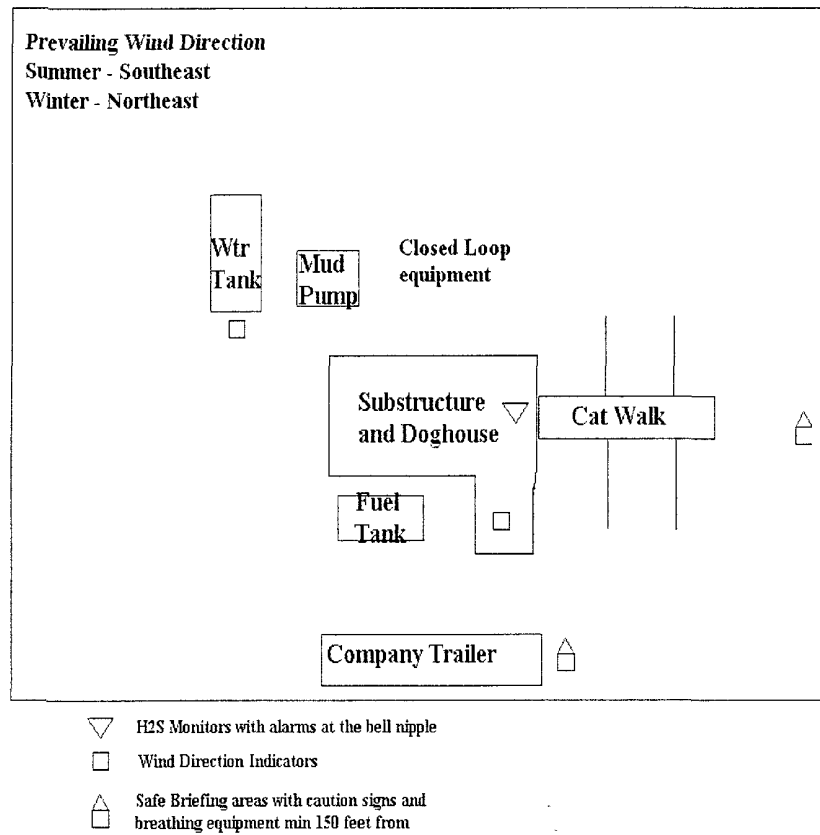 Prevailing Wind Direction
Summer - Southeast
Winter - Northeast
Wtr
Tank
Mud
Pump
Closed Loop
equipment
Substructure
and Doghouse
Cat Walk
Fuel
Tank
Company Trailer
H2S Monitors with alarms at the bell nipple
Wind Direction Indicators
Safe Briefing areas with caution signs and
breathing equipment min 150 feet from